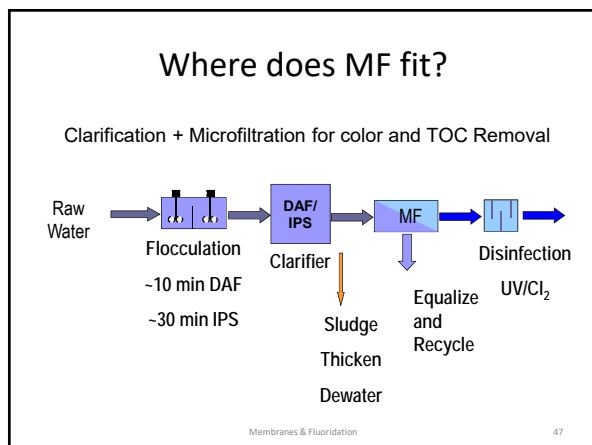 Where does MF fit?
Clarification + Microfiltration for color and TOC Removal
Raw
Water
Flocculation
~10 min DAF
~30 min IPS
DAF/
IPS
Clarifier
Sludge
Thicken
Dewater
MF
Equalize
and
Recycle
Disinfection
UV/Cl₂
Membranes & Fluoridation
47